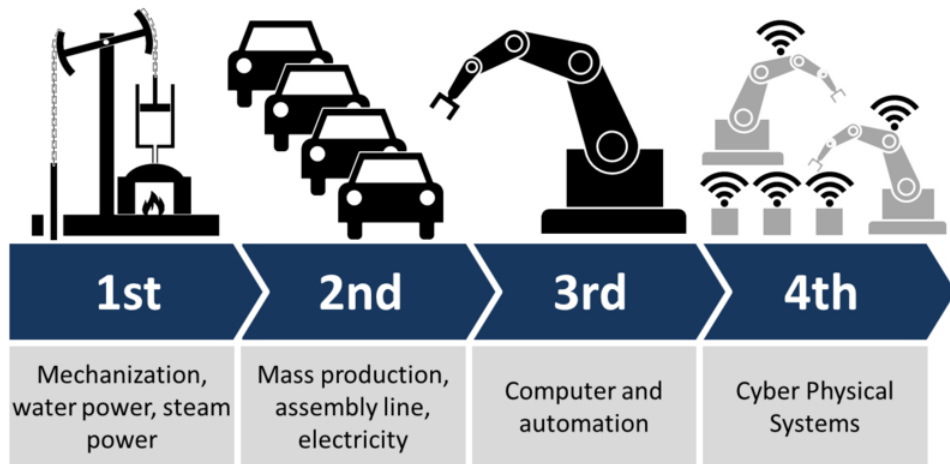 1st
2nd
3rd
4th
Mechanization,
water power, steam
power
Mass production,
assembly line,
electricity
Computer and
automation
Cyber Physical
Systems